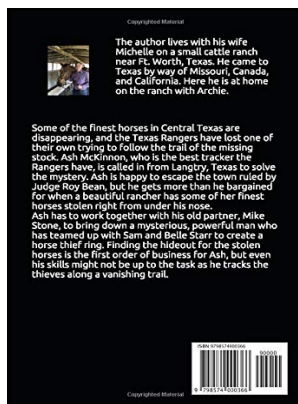 Copyrighted Material
The author lives with his wife
Michelle on a small cattle ranch
near Ft. Worth, Texas. He came to
Texas by way of Missouri, Canada,
and California. Here he is at
home on the ranch with Archie.
Some of the finest horses in Central Texas are
disappearing, and the Texas Rangers have lost one of
their own trying to follow the trail of the missing
stock. Ash McKinnon, who is the best tracker the
Rangers have, is called in from Langtry, Texas to solve
the mystery. Ash is happy to escape the town ruled by
Judge Roy Bean, but he gets more than he bargained
for when a beautiful rancher has some of her finest
horses stolen right from under his nose.
Ash has to work together with his old partner, Mike
Stone, to bring down a mysterious, powerful man who
has teamed up with Sam and Belle Starr to create a
horse thief ring. Finding the hideout for the stolen
horses is the first order of business for Ash, but even
his skills might not be up to the task as he tracks the
thieves along a vanishing trail.
ISBN 9798574800366
90000
9 798574 800366
Copyrighted Material